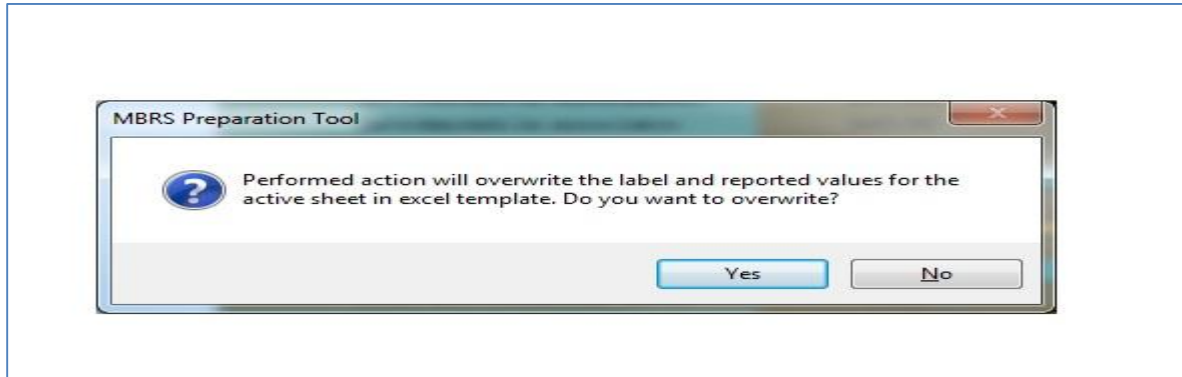 MBRS Preparation Tool
Performed action will overwrite the label and reported values for the
active sheet in excel template. Do you want to overwrite?
Yes
No